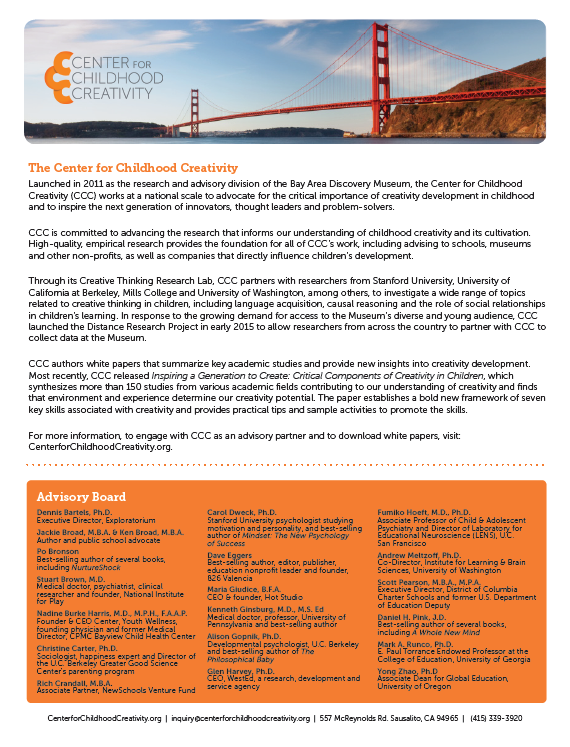 CENTER FOR
CHILDHOOD
CREATIVITY
The Center for Childhood Creativity
Launched in 2011 as the research and advisory division of the Bay Area Discovery Museum, the Center for Childhood
Creativity (CCC) works at a national scale to advocate for the critical importance of creativity development in childhood
and to inspire the next generation of innovators, thought leaders and problem-solvers.
CCC is committed to advancing the research that informs our understanding of childhood creativity and its cultivation.
High-quality, empirical research provides the foundation for all of CCC's work, including advising to schools, museums
and other non-profits, as well as companies that directly influence children's development.
Through its Creative Thinking Research Lab, CCC partners with researchers from Stanford University, University of
California at Berkeley, Mills College and University of Washington, among others, to investigate a wide range of topics
related to creative thinking in children, including language acquisition, causal reasoning and the role of social relationships
in children's learning. In response to the growing demand for access to the Museum's diverse and young audience, CCC
launched the Distance Research Project in early 2015 to allow researchers from across the country to partner with CCC to
collect data at the Museum.
CCC authors white papers that summarize key academic studies and provide new insights into creativity development.
Most recently, CCC released Inspiring a Generation to Create: Critical Components of Creativity in Children, which
synthesizes more than 150 studies from various academic fields contributing to our understanding of creativity and finds
that environment and experience determine our creativity potential. The paper establishes a bold new framework of seven
key skills associated with creativity and provides practical tips and sample activities to promote the skills.
For more information, to engage with CCC as an advisory partner and to download white papers, visit:
CenterforChildhoodCreativity.org.
Advisory Board
Dennis Bartels, Ph.D.
Executive Director, Exploratorium
Jackie Broad, M.B.A. & Ken Broad, M.B.A.
Author and public school advocate
Po Bronson
Best-selling author of several books,
including NurtureShock
Stuart Brown, M.D.
Medical doctor, psychiatrist, clinical
researcher and founder, National Institute
for Play
Nadine Burke Harris, M.D., M.P.H., F.A.A.P.
Founder & CEO Center, Youth Wellness,
founding physician and former Medical
Director, CPMC Bayview Child Health Center
Christine Carter, Ph.D.
Sociologist, happiness expert and Director of
the U.C. Berkeley Greater Good Science
Center's parenting program
Rich Crandall, M.B.A.
Associate Partner, NewSchools Venture Fund
Carol Dweck, Ph.D.
Stanford University psychologist studying
motivation and personality, and best-selling
author of Mindset: The New Psychology
of Success
Dave Eggers
Best-selling author, editor, publisher,
education nonprofit leader and founder,
826 Valencia
Maria Giudice, B.F.A.
CEO & founder, Hot Studio
Kenneth Ginsburg, M.D., M.S. Ed
Medical doctor, professor, University of
Pennsylvania and best-selling author
Alison Gopnik, Ph.D.
Developmental psychologist, U.C. Berkeley
and best-selling author of The
Philosophical Baby
Glen Harvey, Ph.D.
CEO, WestEd, a research, development and
service agency
Fumiko Hoeft, M.D., Ph.D.
Associate Professor of Child & Adolescent
Psychiatry and Director of Laboratory for
Educational Neuroscience (LENS), U.C.
San Francisco
Andrew Meltzoff, Ph.D.
Co-Director, Institute for Learning & Brain
Sciences, University of Washington
Scott Pearson, M.B.A., M.P.A.
Executive Director, District of Columbia
Charter Schools and former U.S. Department
of Education Deputy
Daniel H. Pink, J.D.
Best-selling author of several books,
including A Whole New Mind
Mark A. Runco, Ph.D.
E. Paul Torrance Endowed Professor at the
College of Education, University of Georgia
Yong Zhao, Ph.D
Associate Dean for Global Education,
University of Oregon
CenterforChildhoodCreativity.org | inquiry@centerforchildhoodcreativity.org | 557 McReynolds Rd. Sausalito, CA 94965 | (415) 339-3920